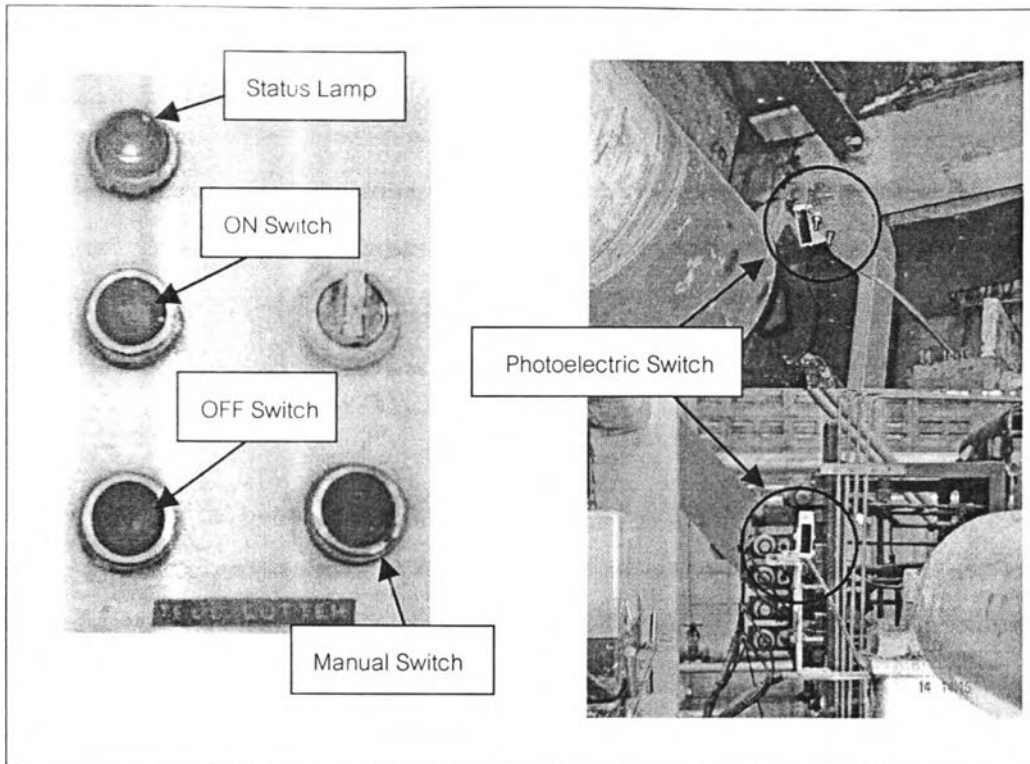 Status Lamp
ON Switch
Photoelectric Switch
OFF Switch
Manual Switch